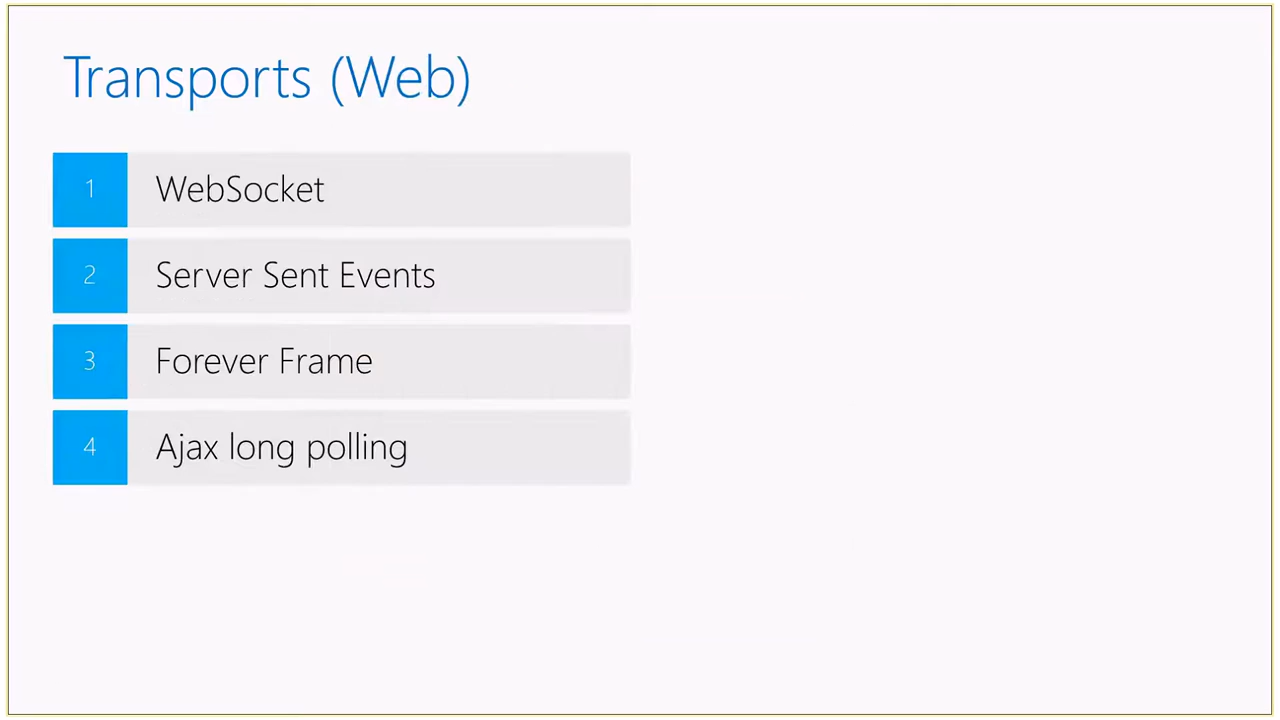 Transports (Web)
1 WebSocket
2 Server Sent Events
3 Forever Frame
4 Ajax long polling